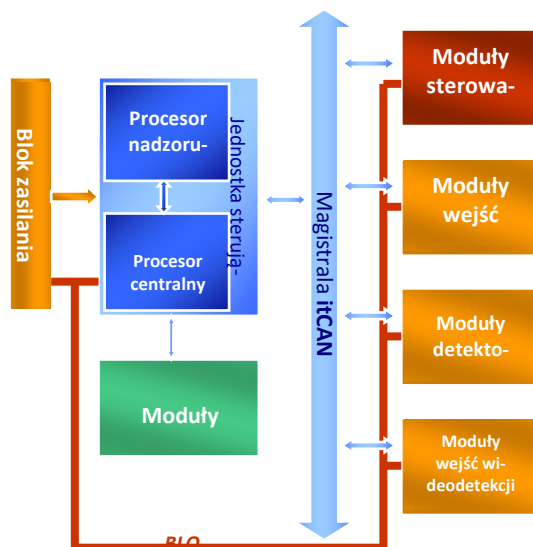 Blok zasilania
Procesor
nadzoru-
Jednostka sterują-
Procesor
centralny
Moduły
Magistrala itCAN
Moduły
sterowa-
Moduły
wejść
Moduły
detekto-
Moduły
wejść wi-
deodetekcji
BLO